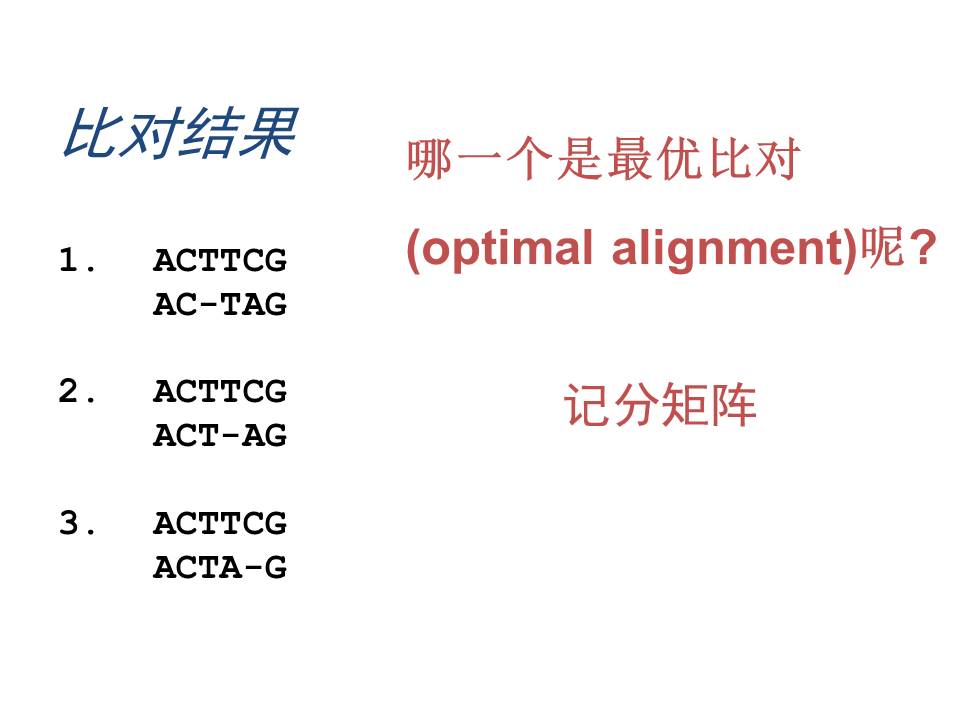 比对结果
哪一个是最优比对
(optimal alignment)呢?
1. ACTTCG
AC-TAG
2. ACTTCG
ACT-AG
3. ACTTCG
ACTA-G
记分矩阵